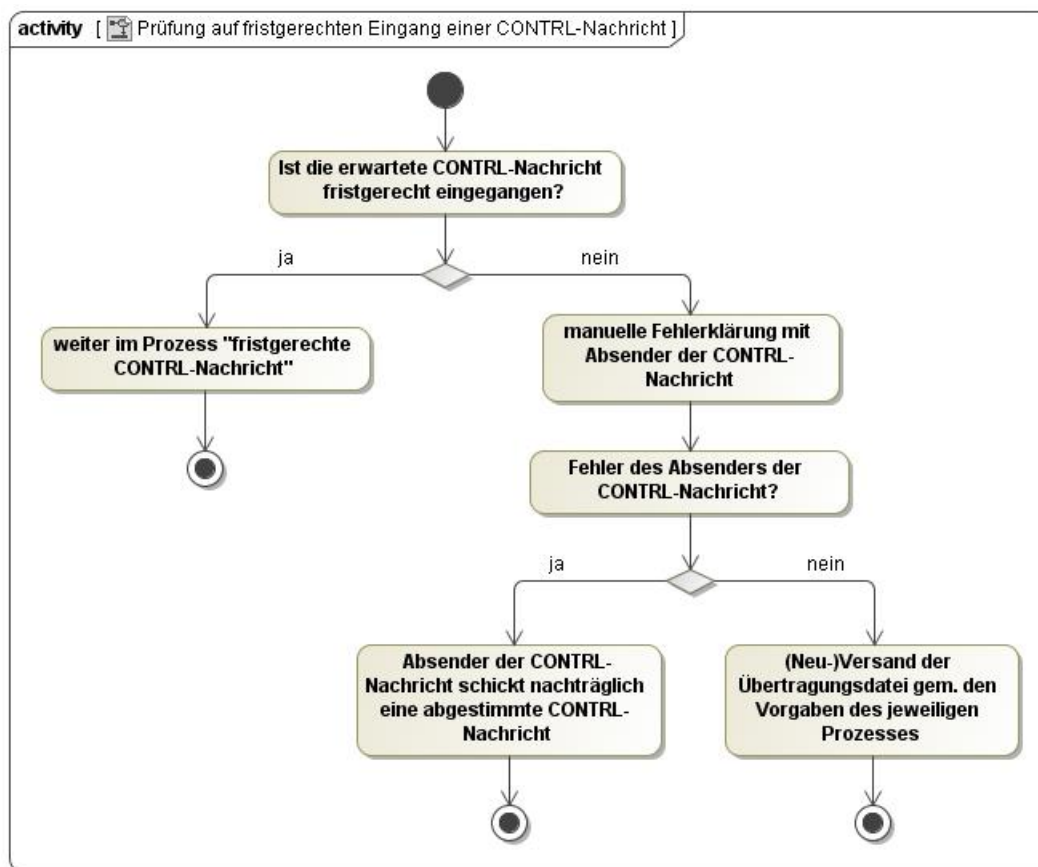 activity [ Prüfung auf fristgerechten Eingang einer CONTRL-Nachricht ]
Ist die erwartete CONTRL-Nachricht
fristgerecht eingegangen?
ja
nein
weiter im Prozess "fristgerechte
CONTRL-Nachricht"
manuelle Fehlerklärung mit
Absender der CONTRL-
Nachricht
Fehler des Absenders der
CONTRL-Nachricht?
ja
nein
Absender der CONTRL-
Nachricht schickt nachträglich
eine abgestimmte CONTRL-
Nachricht
(Neu-)Versand der
Übertragungsdatei gem. den
Vorgaben des jeweiligen
Prozesses